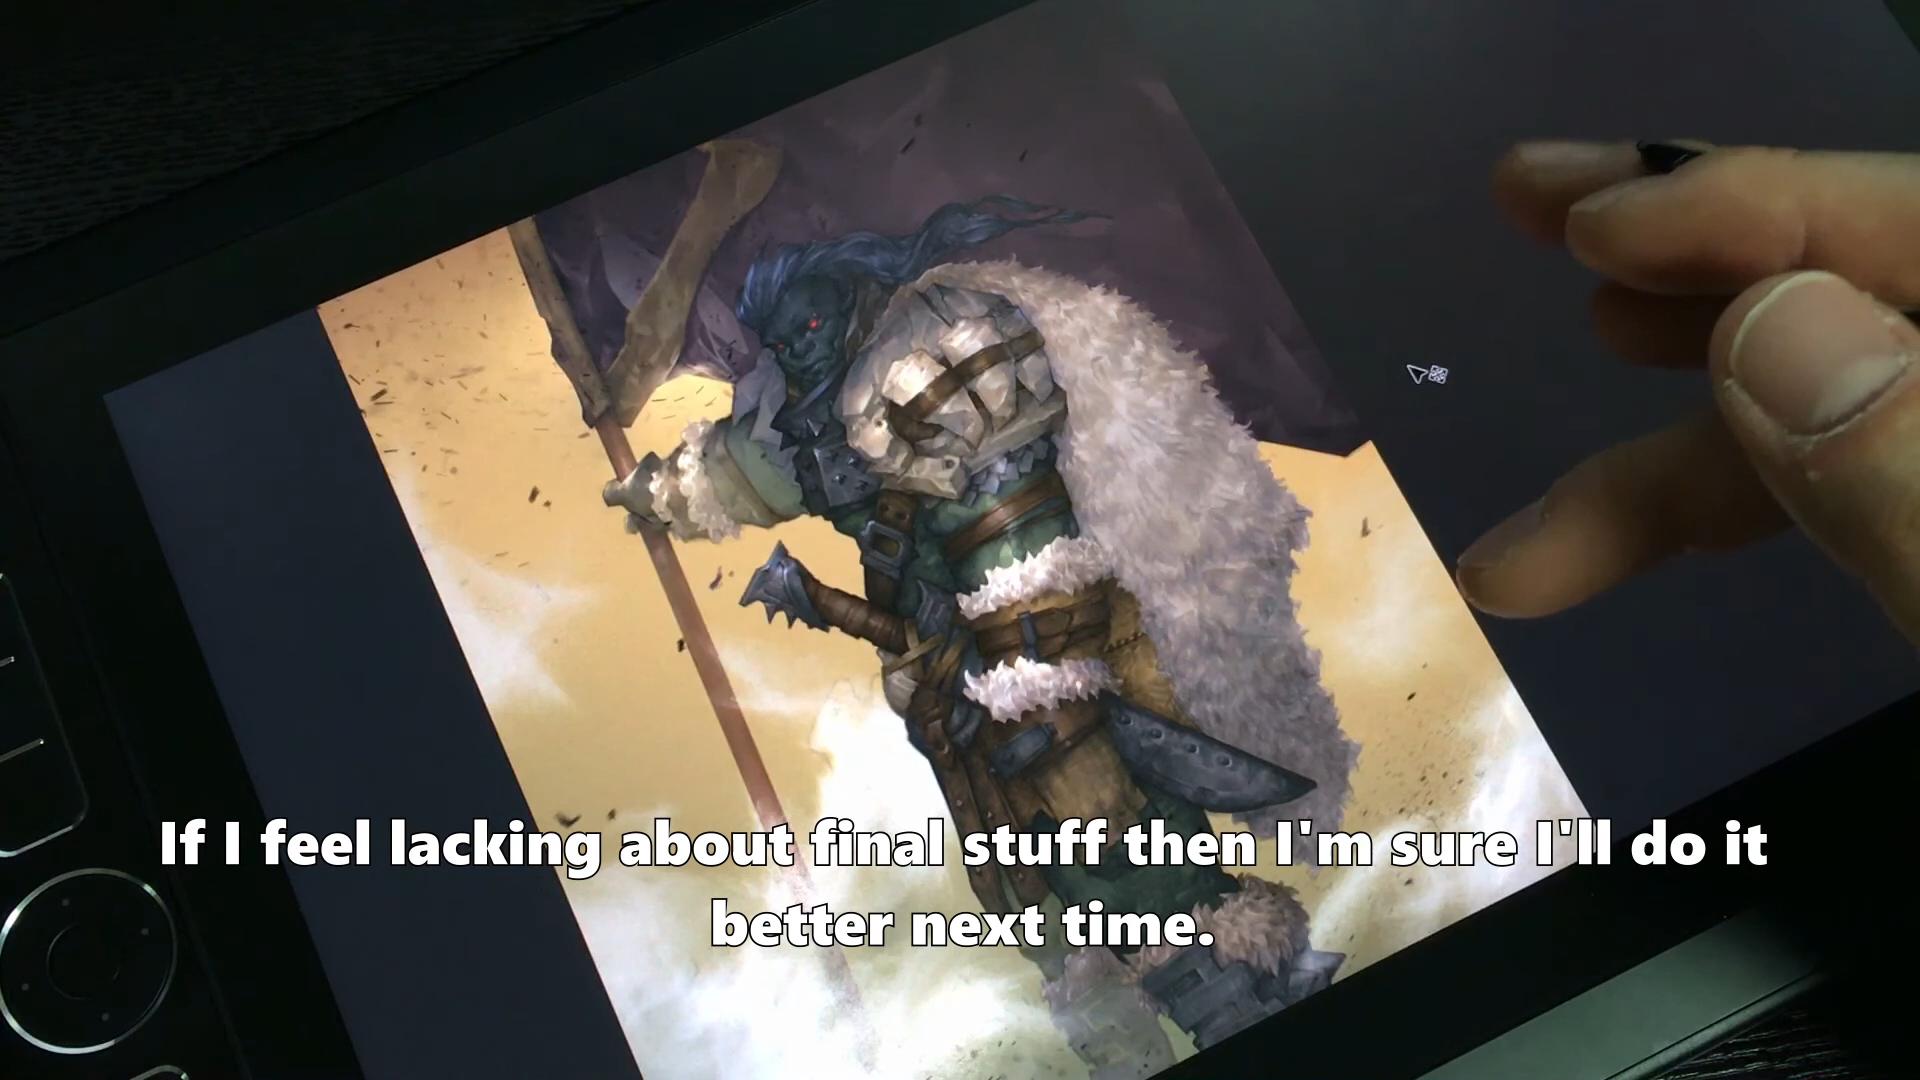 If I feel lacking about final stuff then I'm sure I'll do it
better next time.